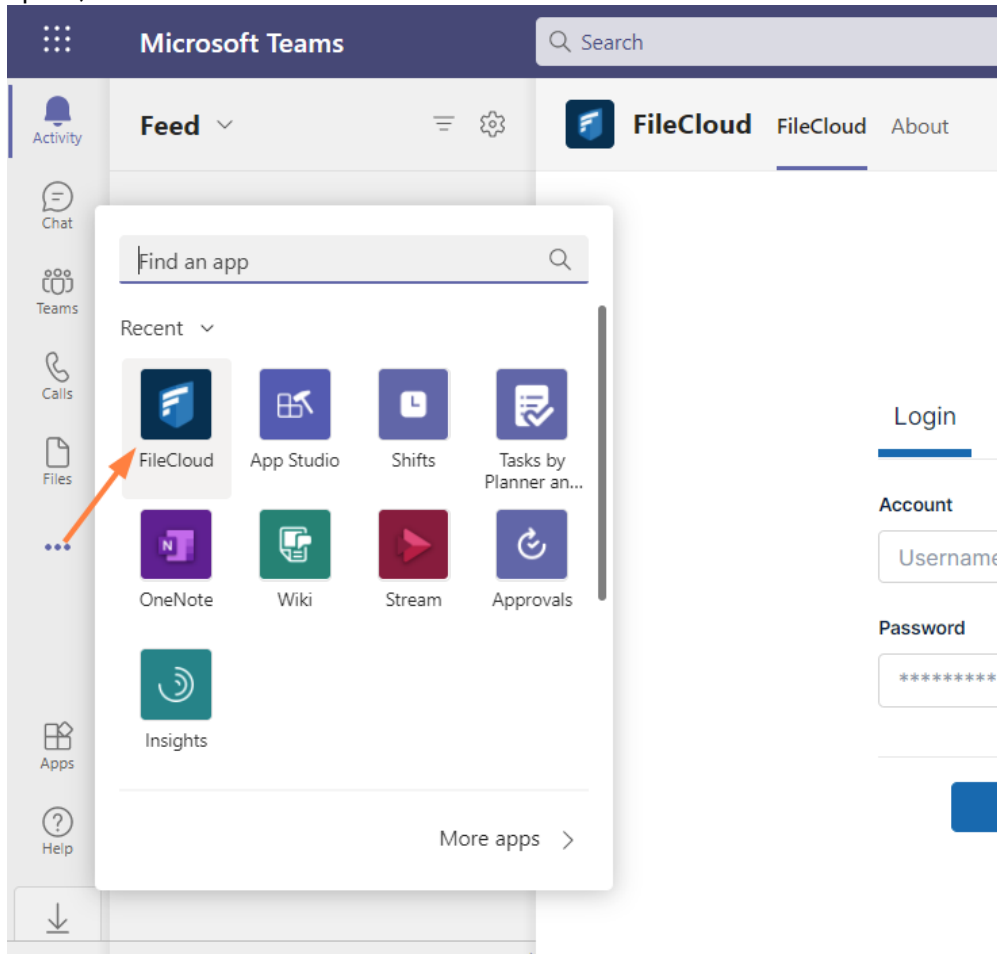 Microsoft Teams
Search
Activity
Feed
FileCloud FileCloud About
Chat
Find an app
Teams
Recent
Calls
FileCloud App Studio Shifts Tasks by
Planner an...
Login
Files
Account
Username
OneNote Wiki Stream Approvals
Password
*********
Insights
Apps
More apps
Help